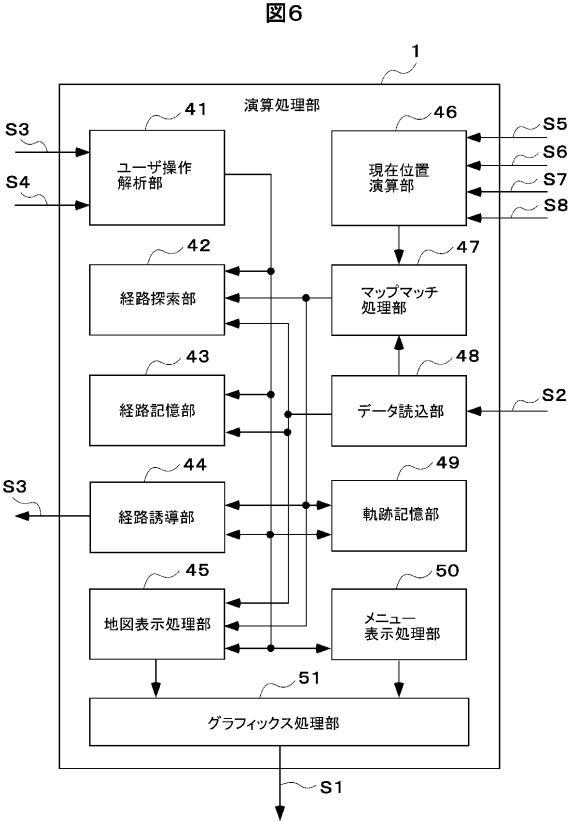 図6
1
演算処理部
41
ユーザ操作
解析部
S3
S4
46
現在位置
演算部
S5
S6
S7
S8
42
経路探索部
47
マップマッチ
処理部
43
経路記憶部
48
データ読込部
S2
44
経路誘導部
S3
49
軌跡記憶部
45
地図表示処理部
50
メニュー
表示処理部
51
グラフィックス処理部
S1